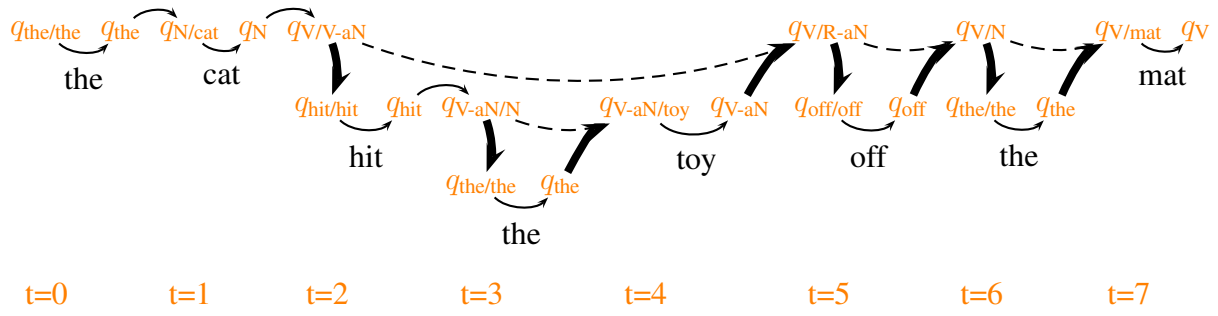 q_the/the q_the q_N/cat q_N q_V/V-aN q_V/R-aN q_V/N q_V/mat q_V
the cat mat
q_hit/hit q_hit q_V-aN/N q_V-aN/toy q_V-aN q_off/off q_off q_the/the q_the
hit toy off the
q_the/the q_the
the
t=0 t=1 t=2 t=3 t=4 t=5 t=6 t=7